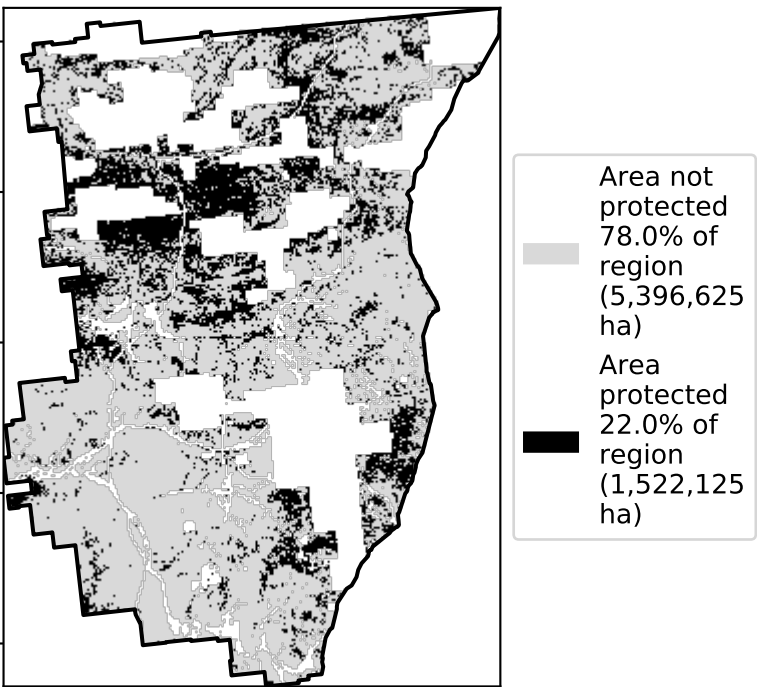 Area not
protected
78.0% of
region
(5,396,625
ha)
Area
protected
22.0% of
region
(1,522,125
ha)